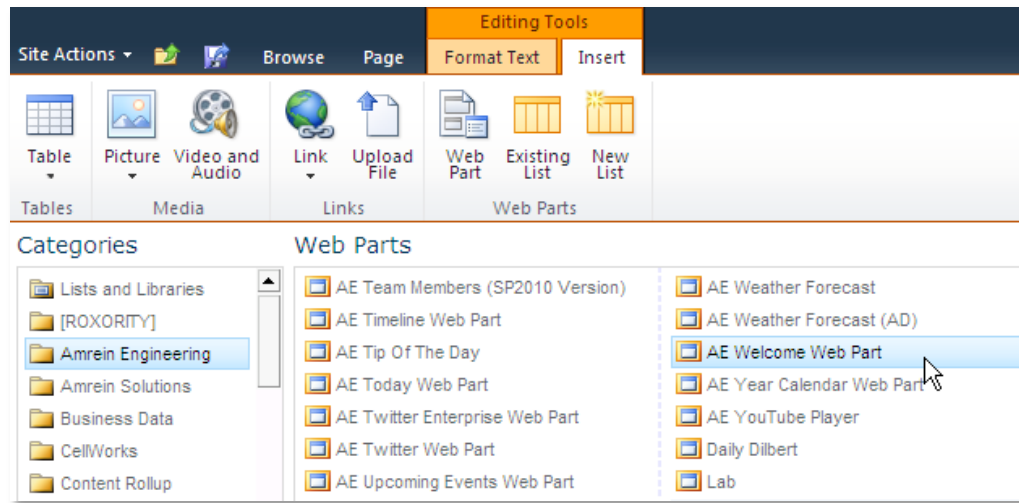 Editing Tools
Site Actions
Browse
Page
Format Text
Insert
Table
Picture
Video and
Audio
Link
Upload
File
Web
Part
Existing
List
New
List
Tables
Media
Links
Web Parts
Categories
Lists and Libraries
[ROXORITY]
Amrein Engineering
Amrein Solutions
Business Data
CellWorks
Content Rollup
Web Parts
AE Team Members (SP2010 Version)
AE Timeline Web Part
AE Tip Of The Day
AE Today Web Part
AE Twitter Enterprise Web Part
AE Twitter Web Part
AE Upcoming Events Web Part
AE Weather Forecast
AE Weather Forecast (AD)
AE Welcome Web Part
AE Year Calendar Web Part
AE YouTube Player
Daily Dilbert
Lab